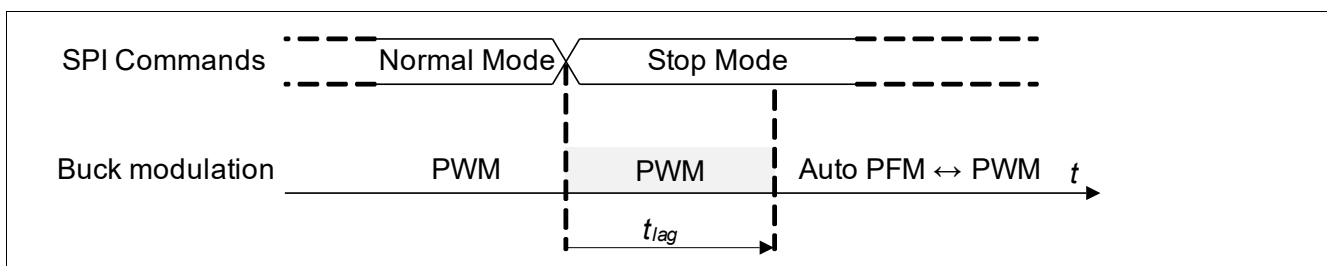 SPI Commands Normal Mode Stop Mode
Buck modulation PWM PWM Auto PFM ↔ PWM t
tlag